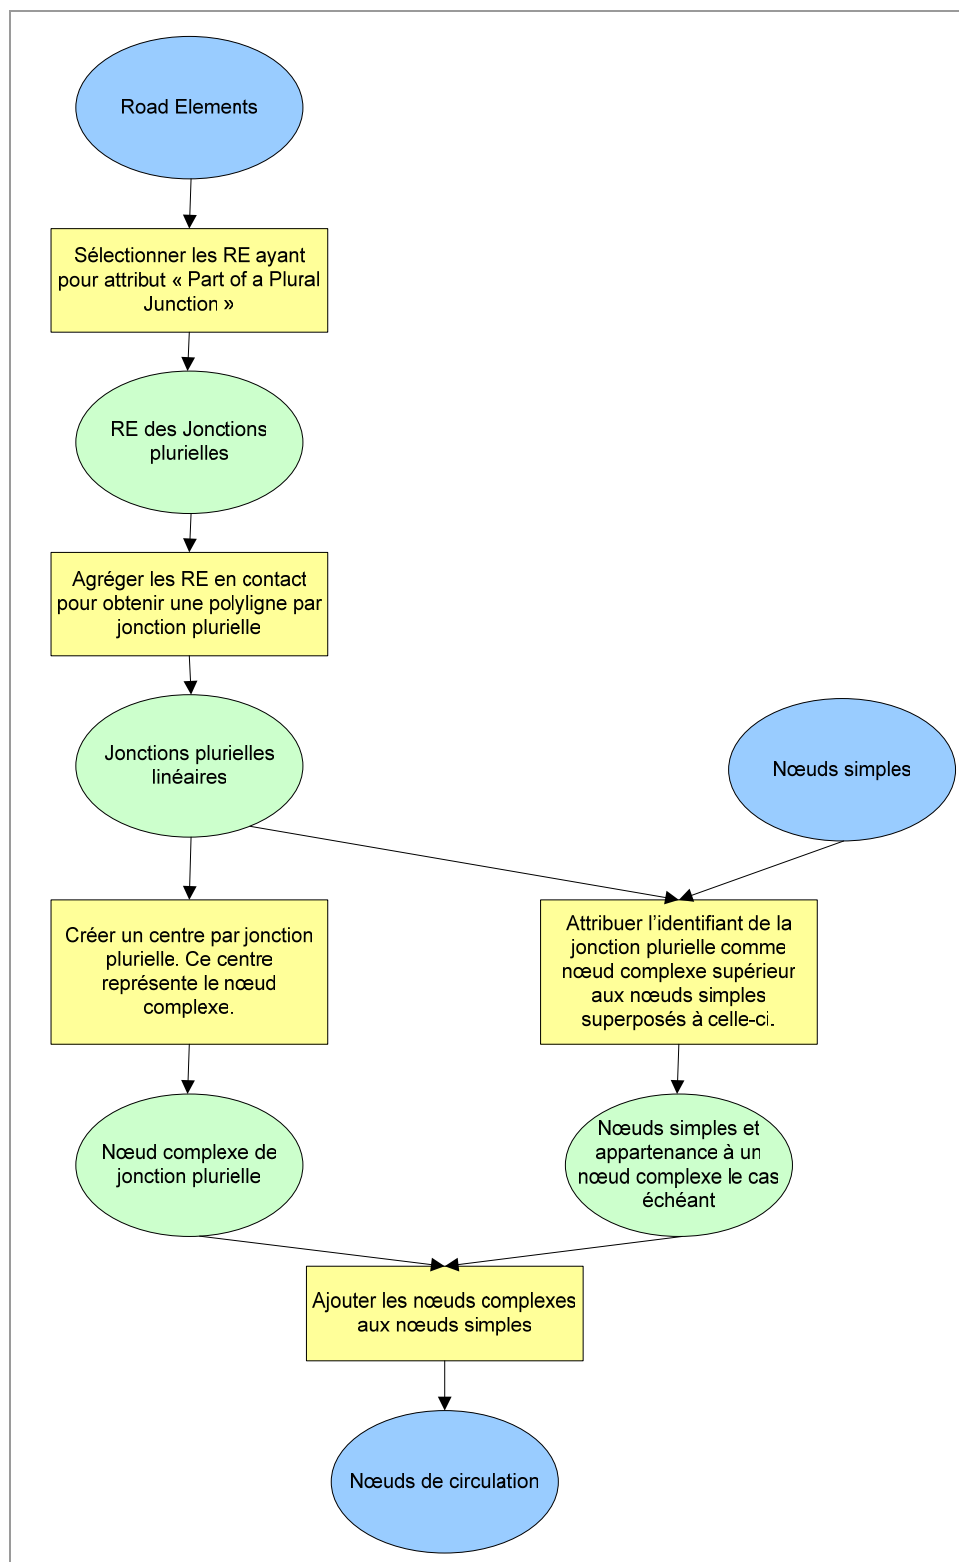 Road Elements
Sélectionner les RE ayant
pour attribut « Part of a Plural
Junction »
RE des Jonctions
plurielles
Agréger les RE en contact
pour obtenir une polyligne par
jonction plurielle
Jonctions plurielles
linéaires
Nœuds simples
Créer un centre par jonction
plurielle. Ce centre
représente le nœud
complexe.
Attribuer l’identifiant de la
jonction plurielle comme
nœud complexe supérieur
aux nœuds simples
superposés à celle-ci.
Nœud complexe de
jonction plurielle
Nœuds simples et
appartenance à un
nœud complexe le cas
échéant
Ajouter les nœuds complexes
aux nœuds simples
Nœuds de circulation